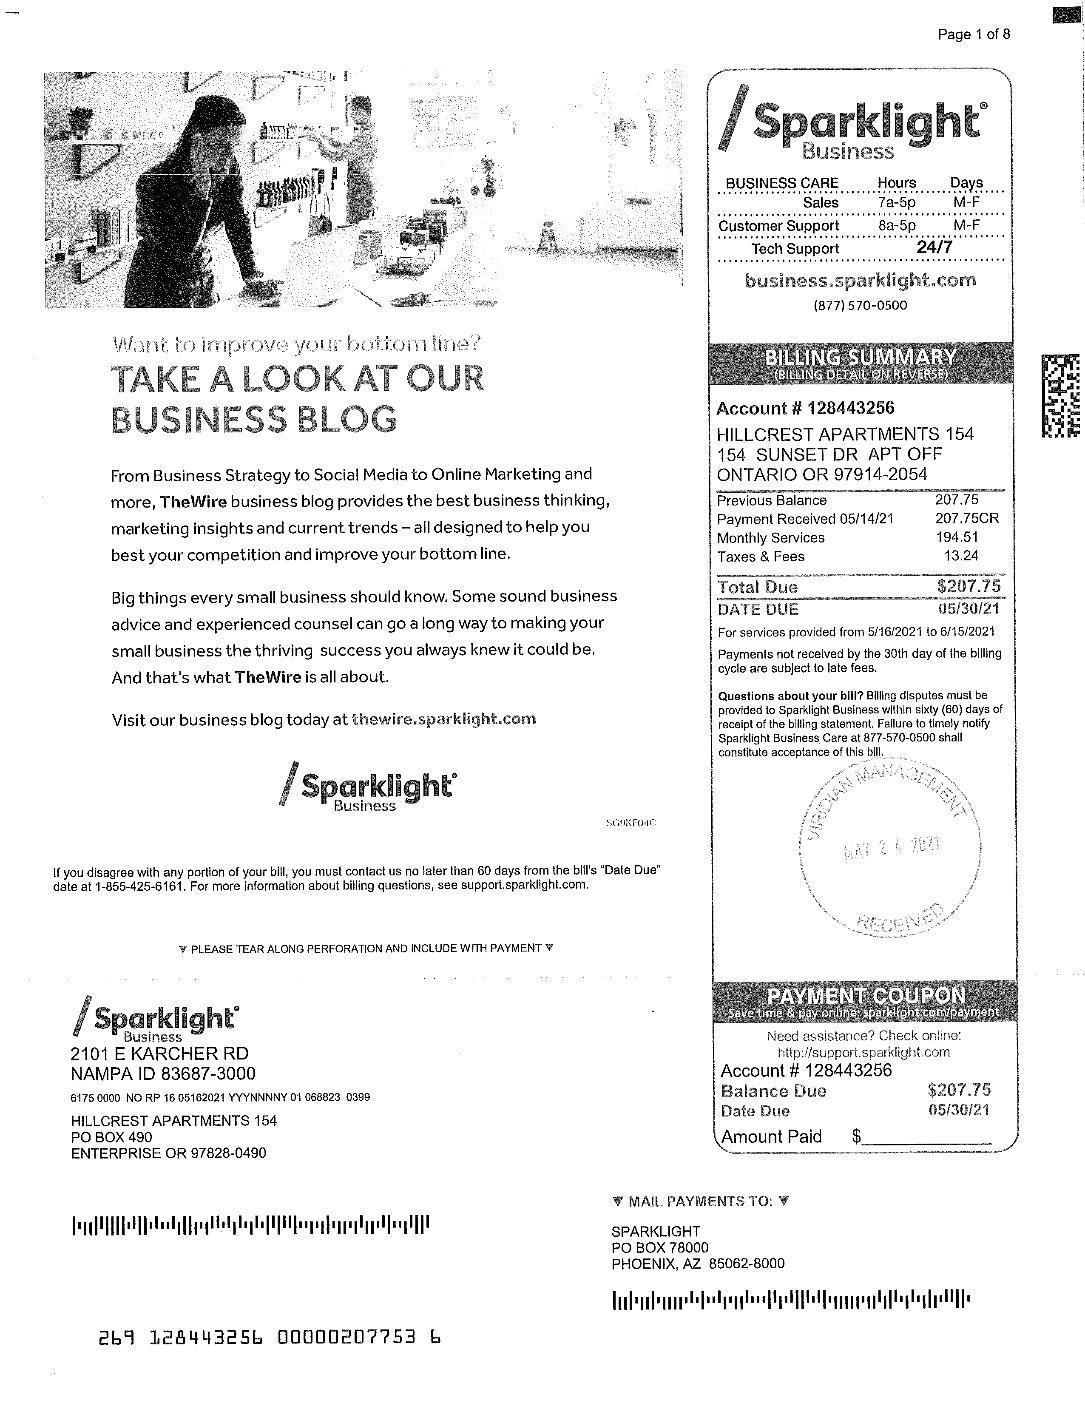 Page 1 of 8
/Sparklight®
Business
BUSINESS CARE Hours Days
Sales 7a-5p M-F
Customer Support 8a-5p M-F
Tech Support 24/7
business.sparklight.com
(877) 570-0500
Want to improve your bottom line?
TAKE A LOOK AT OUR
BUSINESS BLOG
From Business Strategy to Social Media to Online Marketing and
more, TheWire business blog provides the best business thinking,
marketing insights and current trends – all designed to help you
best your competition and improve your bottom line.
Big things every small business should know. Some sound business
advice and experienced counsel can go a long way to making your
small business the thriving success you always knew it could be.
And that's what TheWire is all about.
Visit our business blog today at thewire.sparklight.com
/Sparklight®
Business
If you disagree with any portion of your bill, you must contact us no later than 60 days from the bill's "Date Due"
date at 1-855-425-6161. For more information about billing questions, see support.sparklight.com.
BILLING SUMMARY
(BILLING DETAIL ON REVERSE)
Account # 128443256
HILLCREST APARTMENTS 154
154 SUNSET DR APT OFF
ONTARIO OR 97914-2054
Previous Balance 207.75
Payment Received 05/14/21 207.75CR
Monthly Services 194.51
Taxes & Fees 13.24
Total Due $207.75
DATE DUE 05/30/21
For services provided from 5/16/2021 to 6/15/2021
Payments not received by the 30th day of the billing
cycle are subject to late fees.
Questions about your bill? Billing disputes must be
provided to Sparklight Business within sixty (60) days of
receipt of the billing statement. Failure to timely notify
Sparklight Business Care at 877-570-0500 shall
constitute acceptance of this bill.
VIRIDIAN MANAGEMENT
MAY 2 2021
RECEIVED
▼ PLEASE TEAR ALONG PERFORATION AND INCLUDE WITH PAYMENT ▼
/Sparklight®
Business
2101 E KARCHER RD
NAMPA ID 83687-3000
6175 0000 NO RP 16 05162021 YYYNNNNY 01 066823 0399
HILLCREST APARTMENTS 154
PO BOX 490
ENTERPRISE OR 97828-0490
PAYMENT COUPON
Save time & pay online: sparklight.com/payment
Need assistance? Check online:
http://support.sparklight.com
Account # 128443256
Balance Due $207.75
Date Due 05/30/21
Amount Paid $
▼ MAIL PAYMENTS TO: ▼
SPARKLIGHT
PO BOX 78000
PHOENIX, AZ 85062-8000
269 128443256 00000207753 6